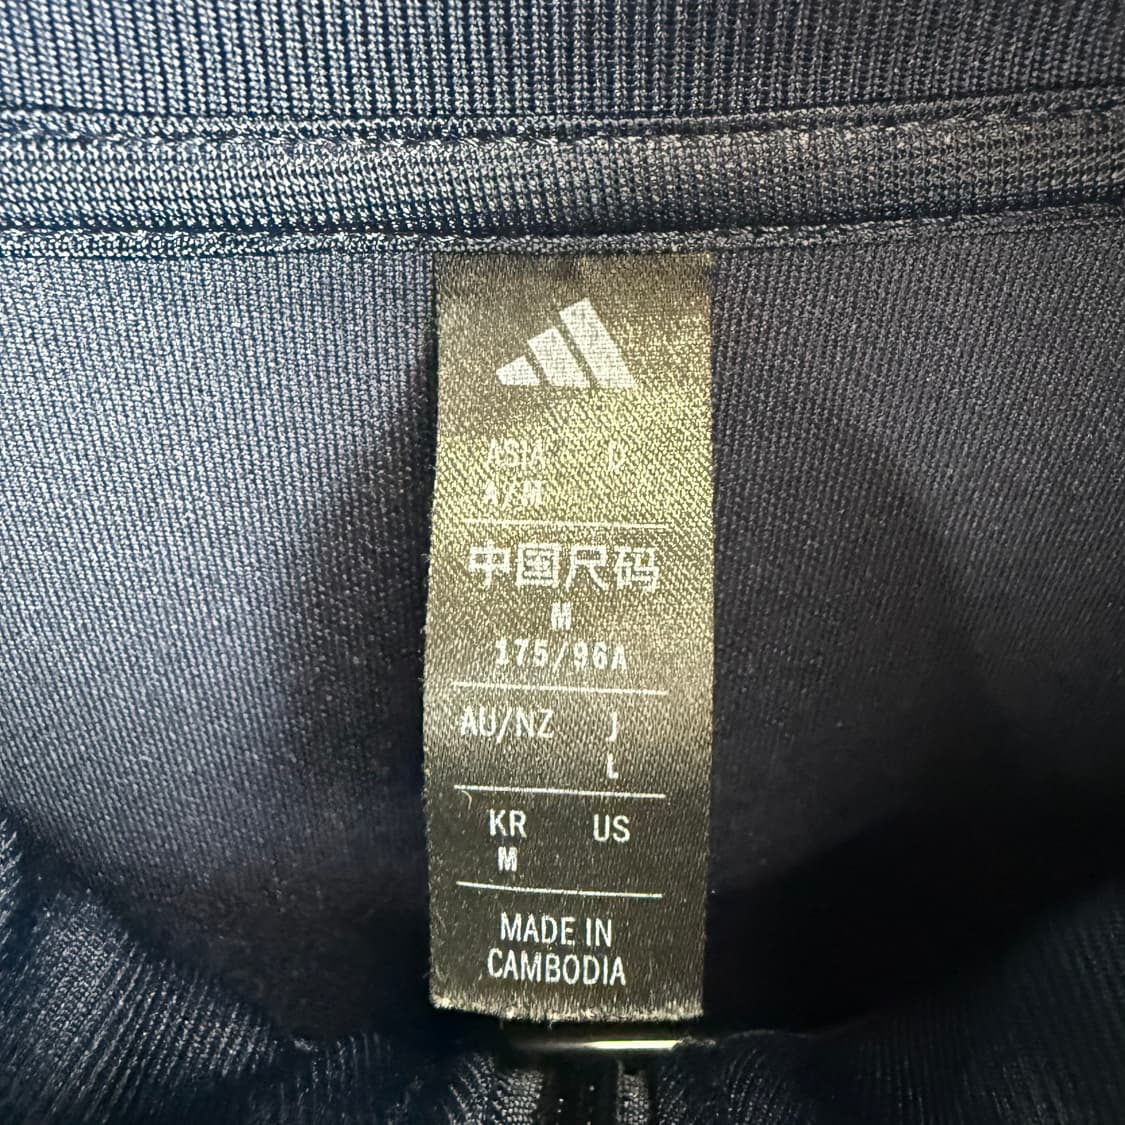 ASIA D
A/M
中国尺码
M
175/96A
AU/NZ J
L
KR US
M
MADE IN
CAMBODIA